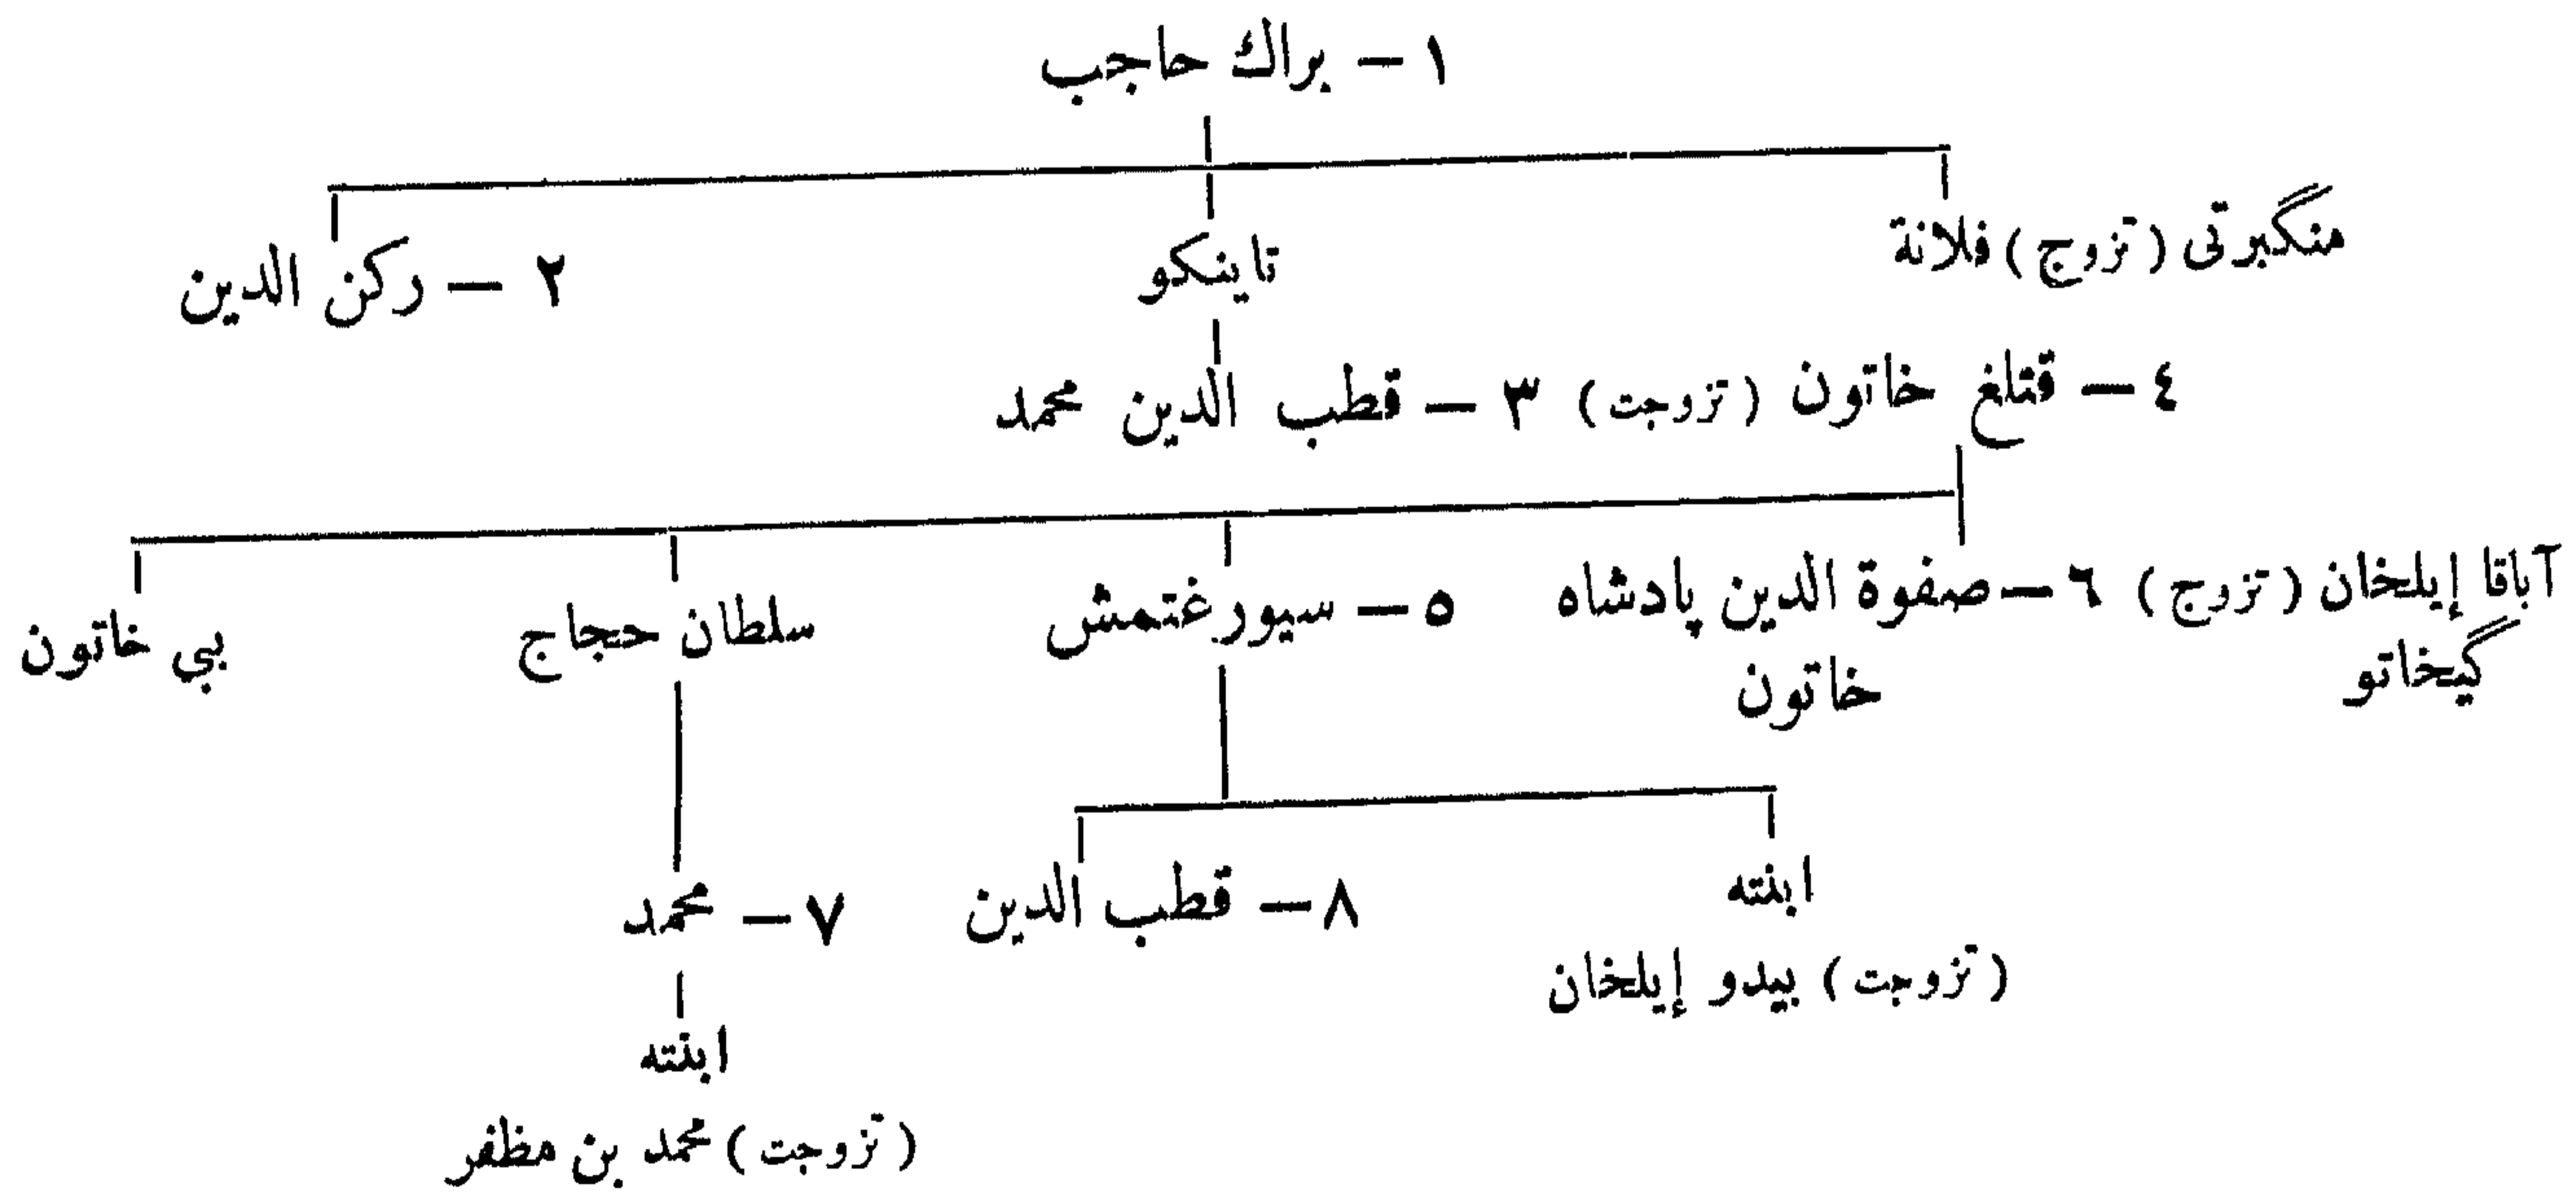 ١ – براك حاجب
منگبرتی (تزوج) فلانة
تاينكو
٢ – ركن الدين
٤ – قتلغ خاتون (تزوجت) ٣ – قطب الدين محمد
آباقا إيلخان (تزوج) ٦ – صفوة الدين پادشاه
گيخاتو
خاتون
٥ – سيورغتمش
سلطان حجاج
بي خاتون
ابنته
(تزوجت) بيدو إيلخان
٨ – قطب الدين
٧ – محمد
ابنته
(تزوجت) محمد بن مظفر